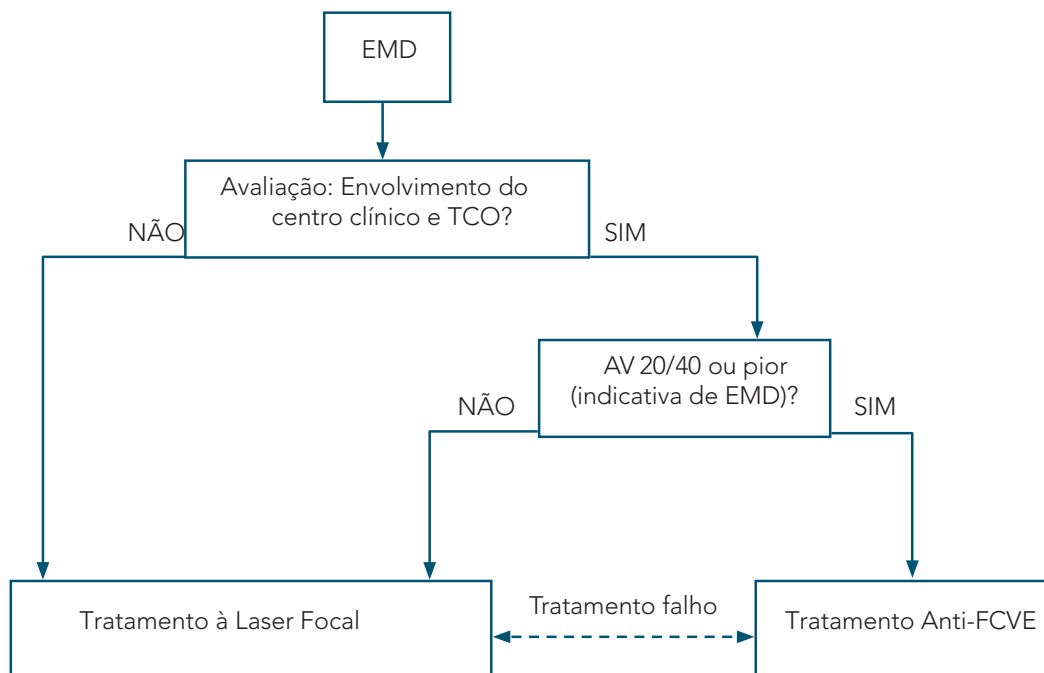 EMD
Avaliação: Envolvimento do
centro clínico e TCO?
NÃO
SIM
AV 20/40 ou pior
(indicativa de EMD)?
NÃO
SIM
Tratamento à Laser Focal
Tratamento falho
Tratamento Anti-FCVE